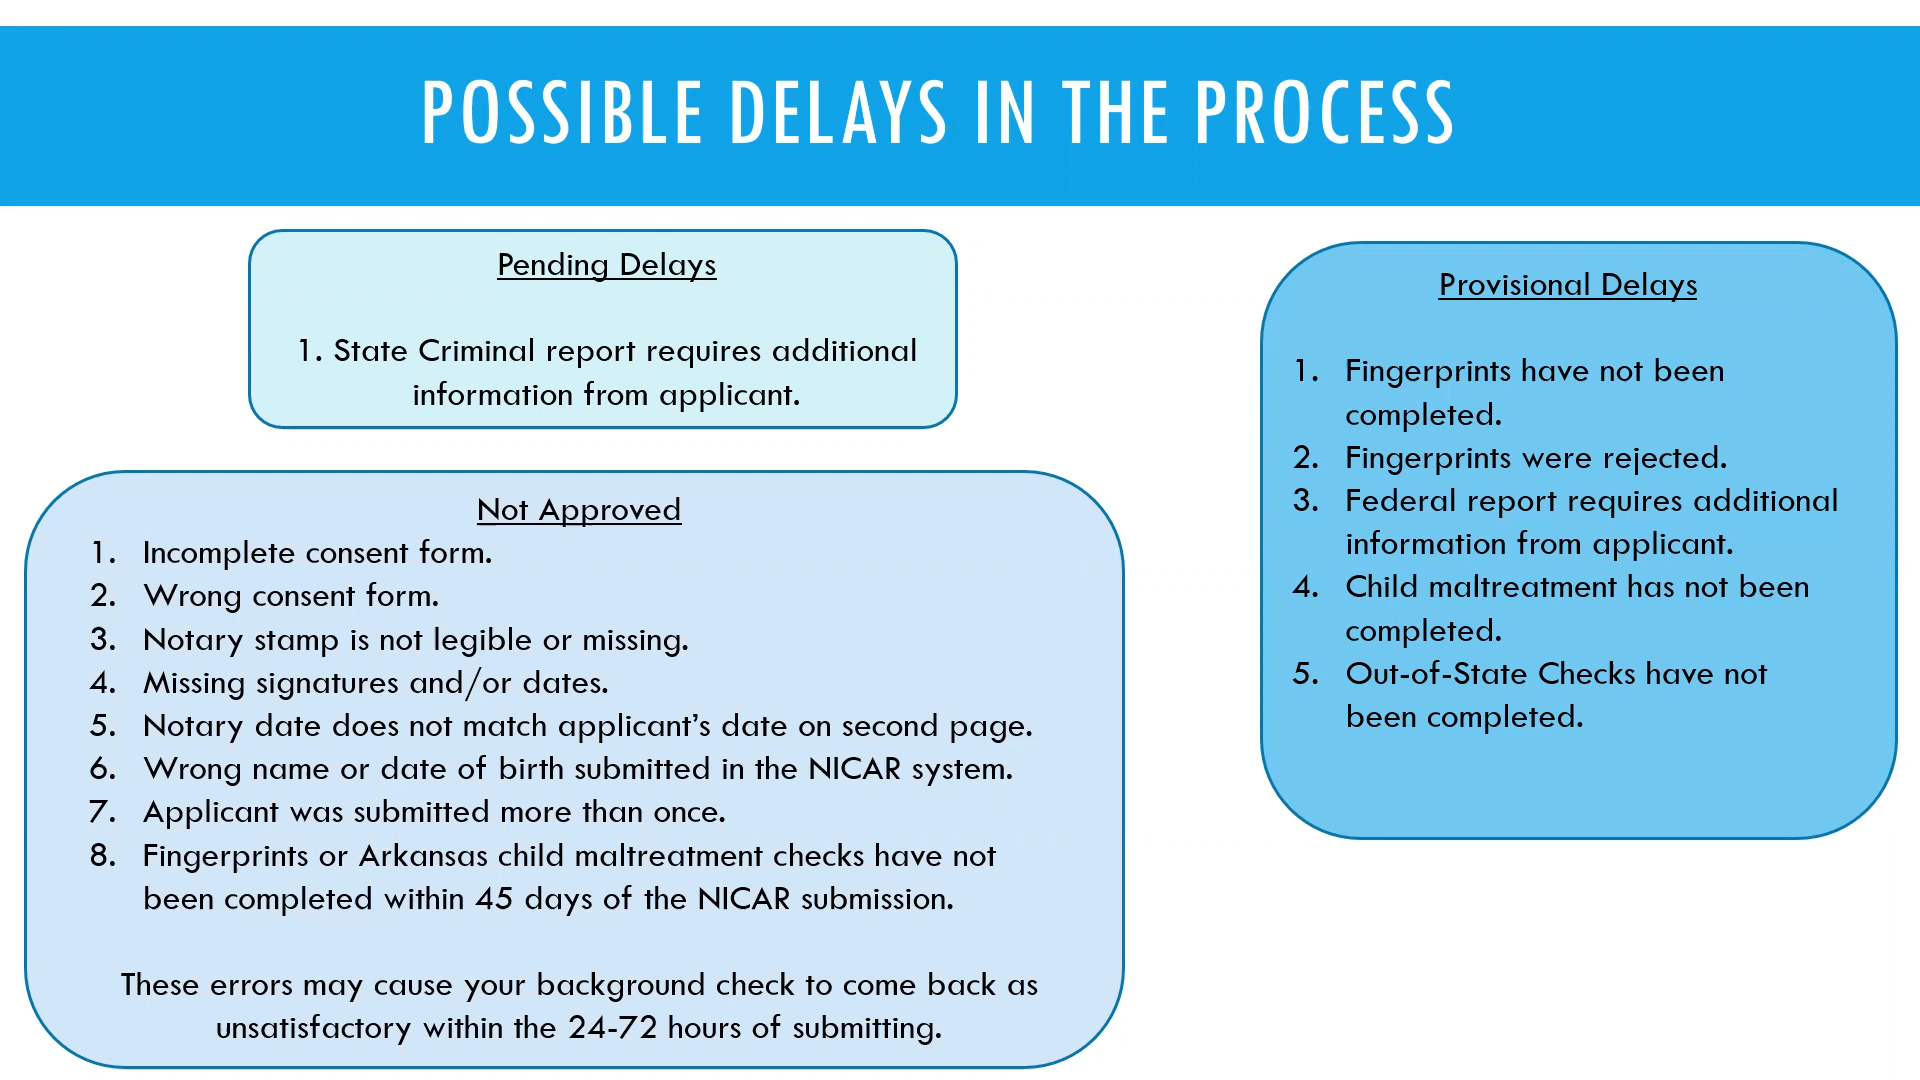 POSSIBLE DELAYS IN THE PROCESS
Pending Delays
1. State Criminal report requires additional
information from applicant.
Not Approved
1. Incomplete consent form.
2. Wrong consent form.
3. Notary stamp is not legible or missing.
4. Missing signatures and/or dates.
5. Notary date does not match applicant’s date on second page.
6. Wrong name or date of birth submitted in the NICAR system.
7. Applicant was submitted more than once.
8. Fingerprints or Arkansas child maltreatment checks have not
been completed within 45 days of the NICAR submission.
These errors may cause your background check to come back as
unsatisfactory within the 24-72 hours of submitting.
Provisional Delays
1. Fingerprints have not been
completed.
2. Fingerprints were rejected.
3. Federal report requires additional
information from applicant.
4. Child maltreatment has not been
completed.
5. Out-of-State Checks have not
been completed.